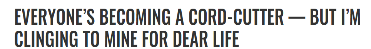 EVERYONE’S BECOMING A CORD-CUTTER — BUT I’M
CLINGING TO MINE FOR DEAR LIFE